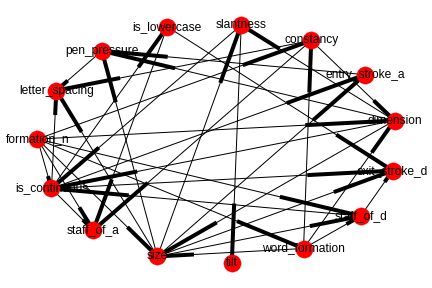 is_lowercase
slantness
constancy
pen_pressure
entry_stroke_a
letter_spacing
dimension
formation_n
exit_stroke_d
is_continuous
staff_of_d
staff_of_a
word_formation
size
tilt